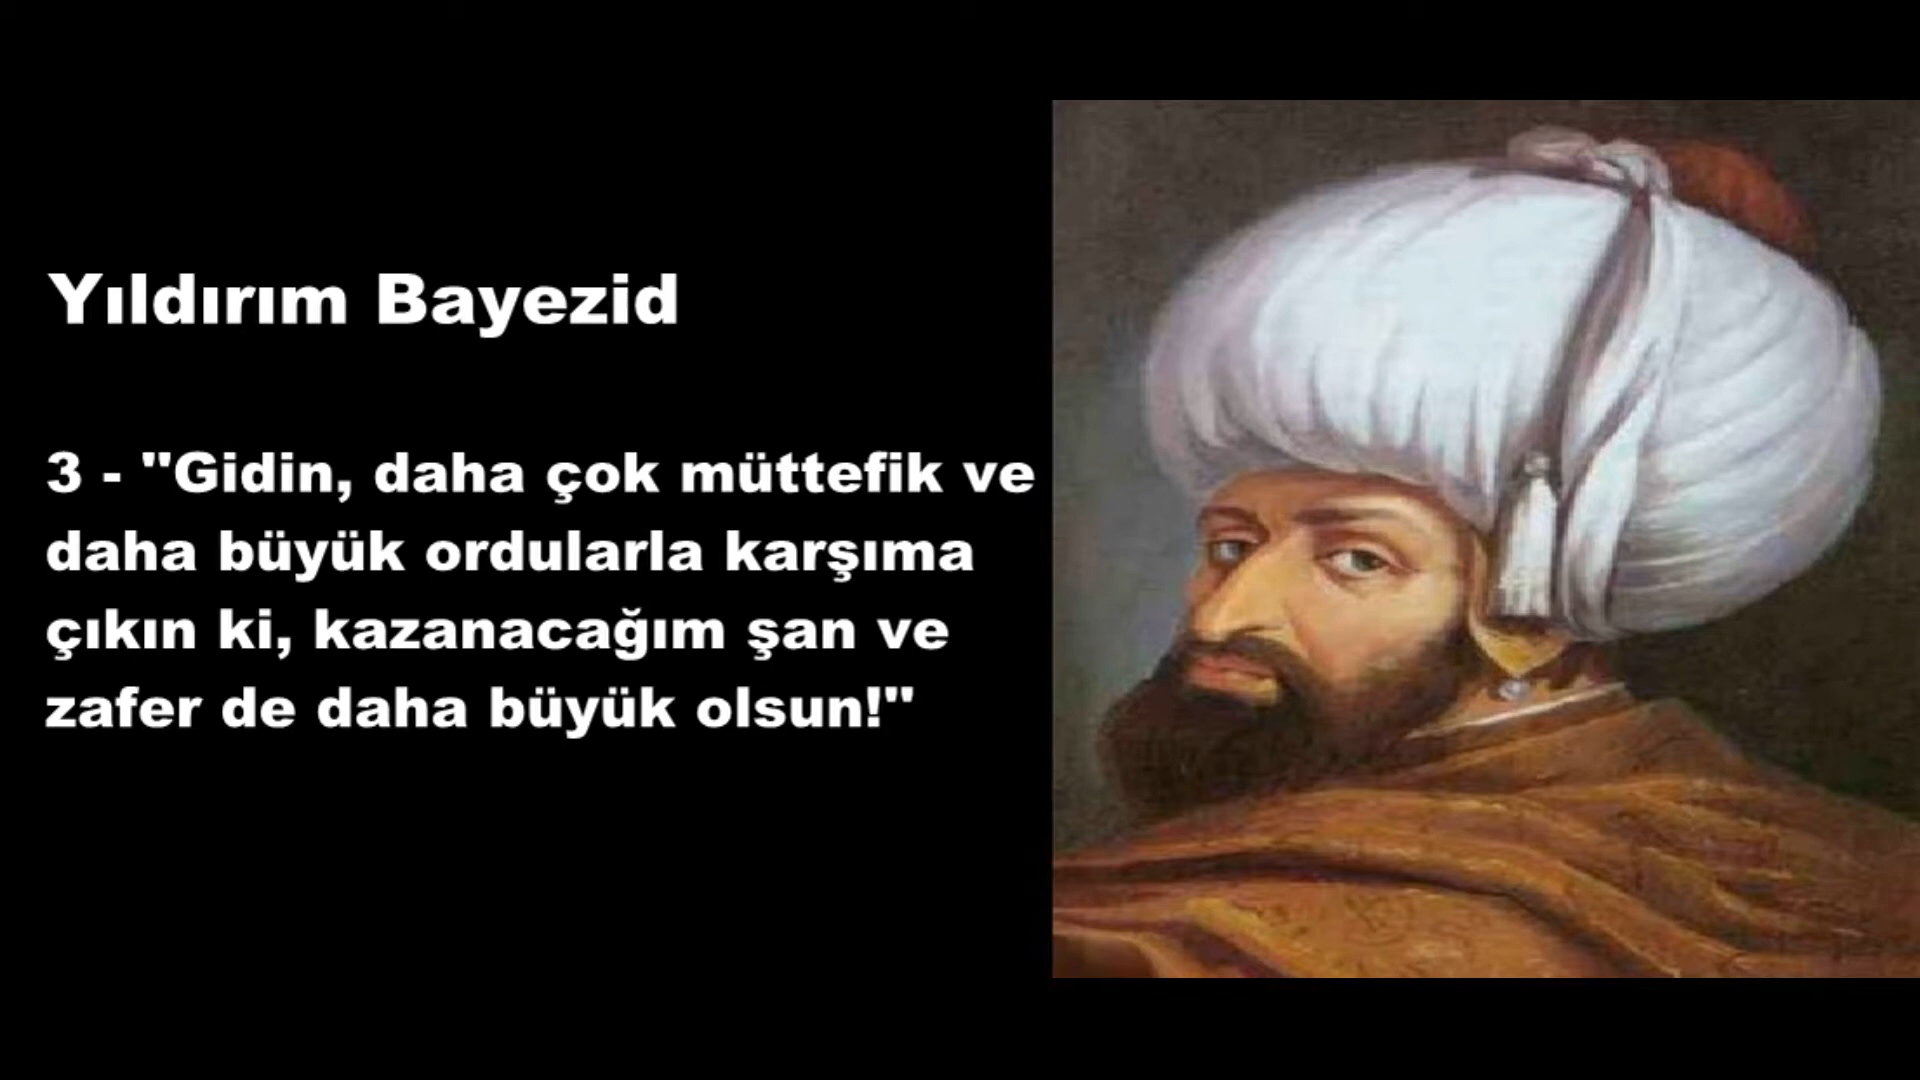 Yıldırım Bayezid
3 - "Gidin, daha çok müttefik ve
daha büyük ordularla karşıma
çıkın ki, kazanacağım şan ve
zafer de daha büyük olsun!"